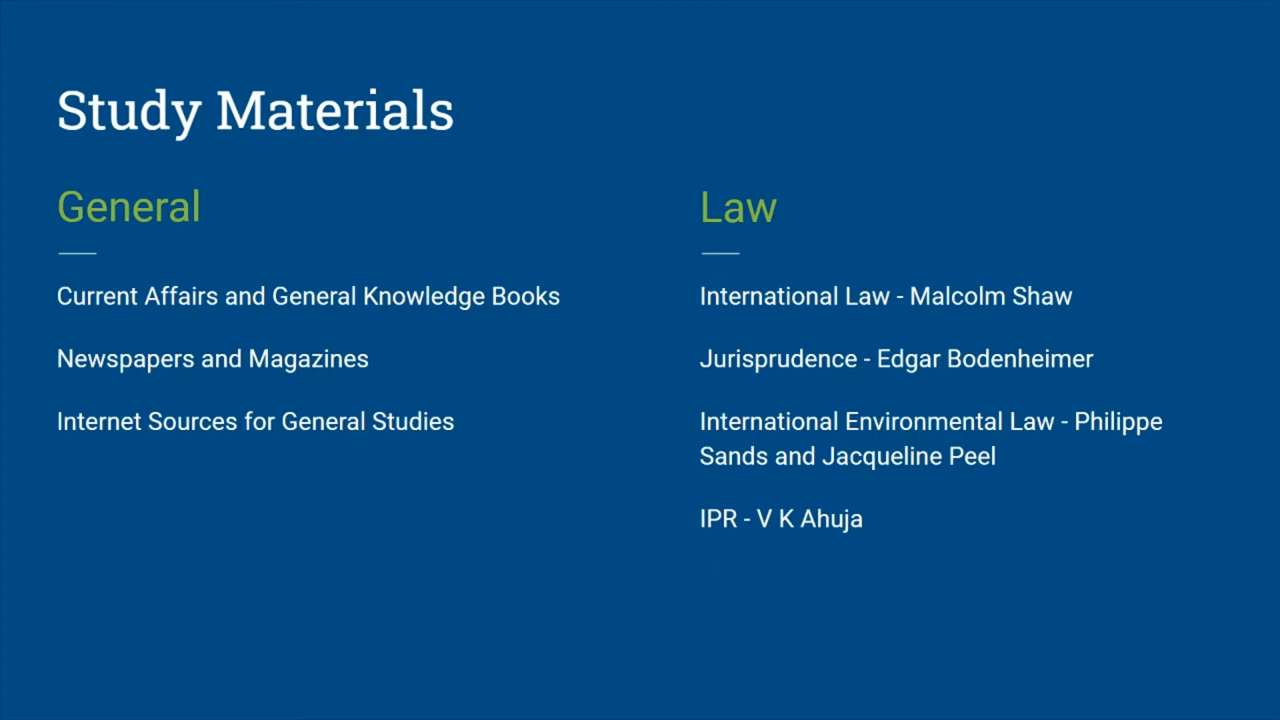 Study Materials
General
Current Affairs and General Knowledge Books
Newspapers and Magazines
Internet Sources for General Studies
Law
International Law - Malcolm Shaw
Jurisprudence - Edgar Bodenheimer
International Environmental Law - Philippe
Sands and Jacqueline Peel
IPR - V K Ahuja